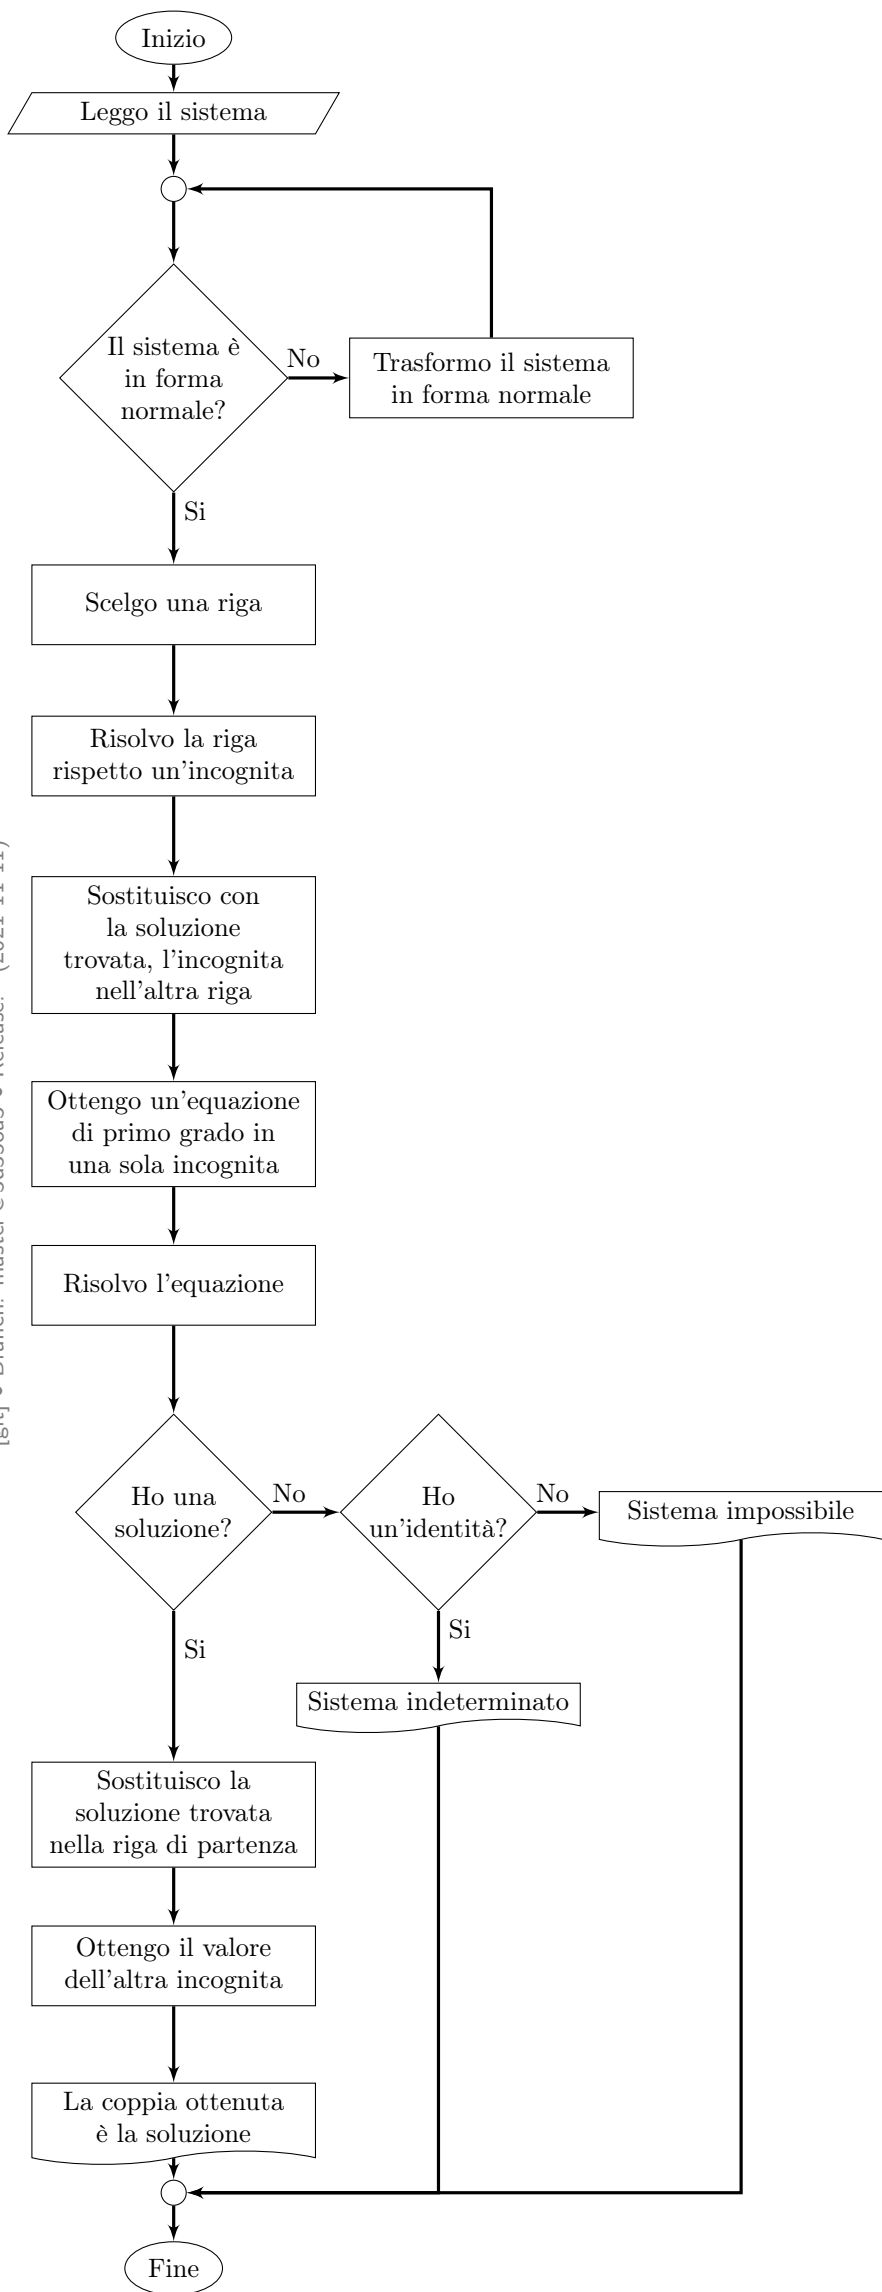 Inizio
Leggo il sistema
Il sistema è
in forma
normale?
No
Trasformo il sistema
in forma normale
Si
Scelgo una riga
Risolvo la riga
rispetto un'incognita
Sostituisco con
la soluzione
trovata, l'incognita
nell'altra riga
Ottengo un'equazione
di primo grado in
una sola incognita
Risolvo l'equazione
Ho una
soluzione?
No
Ho
un'identità?
No
Sistema impossibile
Si
Si
Sistema indeterminato
Sostituisco la
soluzione trovata
nella riga di partenza
Ottengo il valore
dell'altra incognita
La coppia ottenuta
è la soluzione
Fine